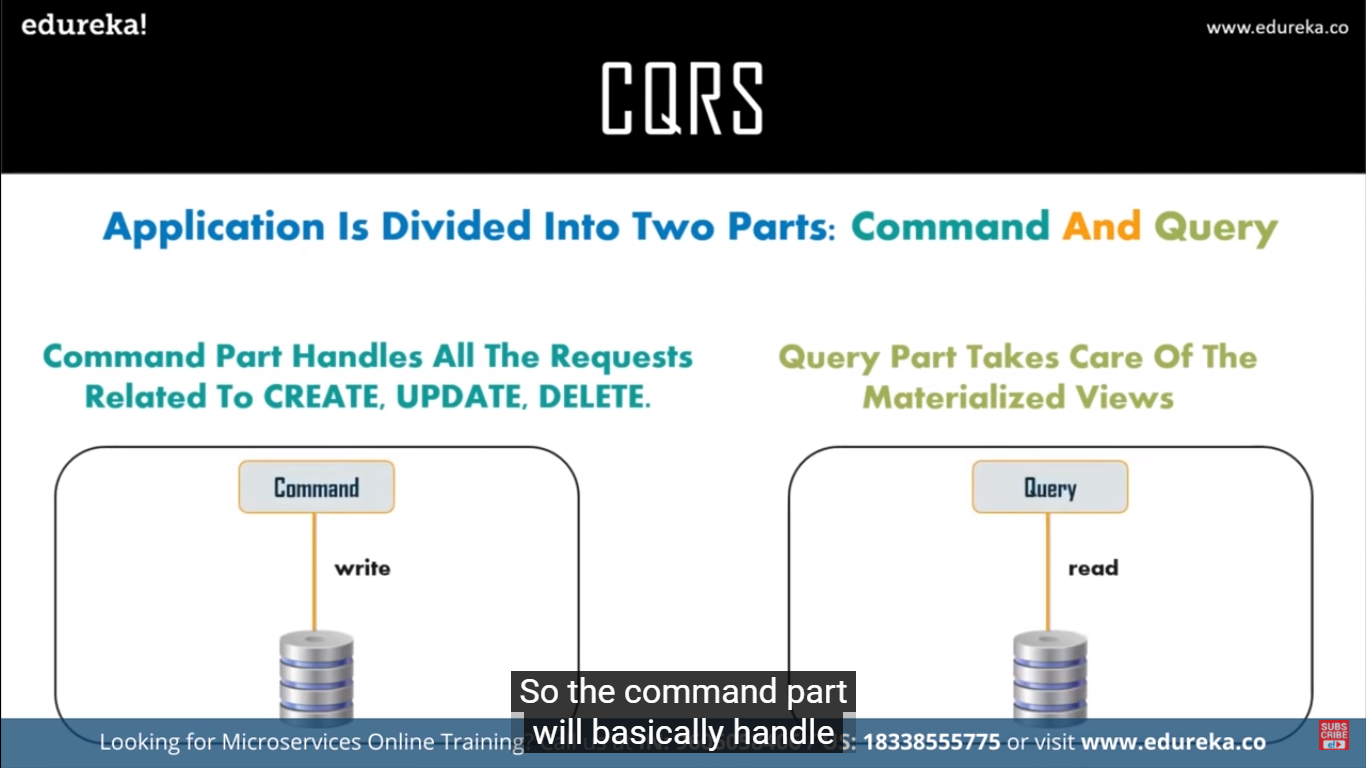 edureka!
www.edureka.co
CQRS
Application Is Divided Into Two Parts: Command And Query
Command Part Handles All The Requests
Related To CREATE, UPDATE, DELETE.
Query Part Takes Care Of The
Materialized Views
Command
write
Query
read
So the command part
will basically handle
Looking for Microservices Online Training? 18338555775 or visit www.edureka.co
SUBS
CRIBE